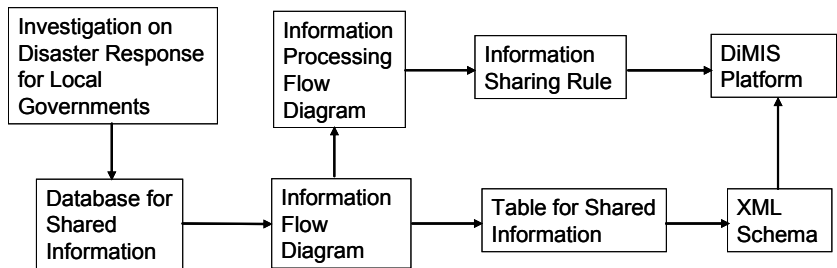 Investigation on
Disaster Response
for Local
Governments
Information
Processing
Flow
Diagram
Information
Sharing Rule
DiMIS
Platform
Database for
Shared
Information
Information
Flow
Diagram
Table for Shared
Information
XML
Schema